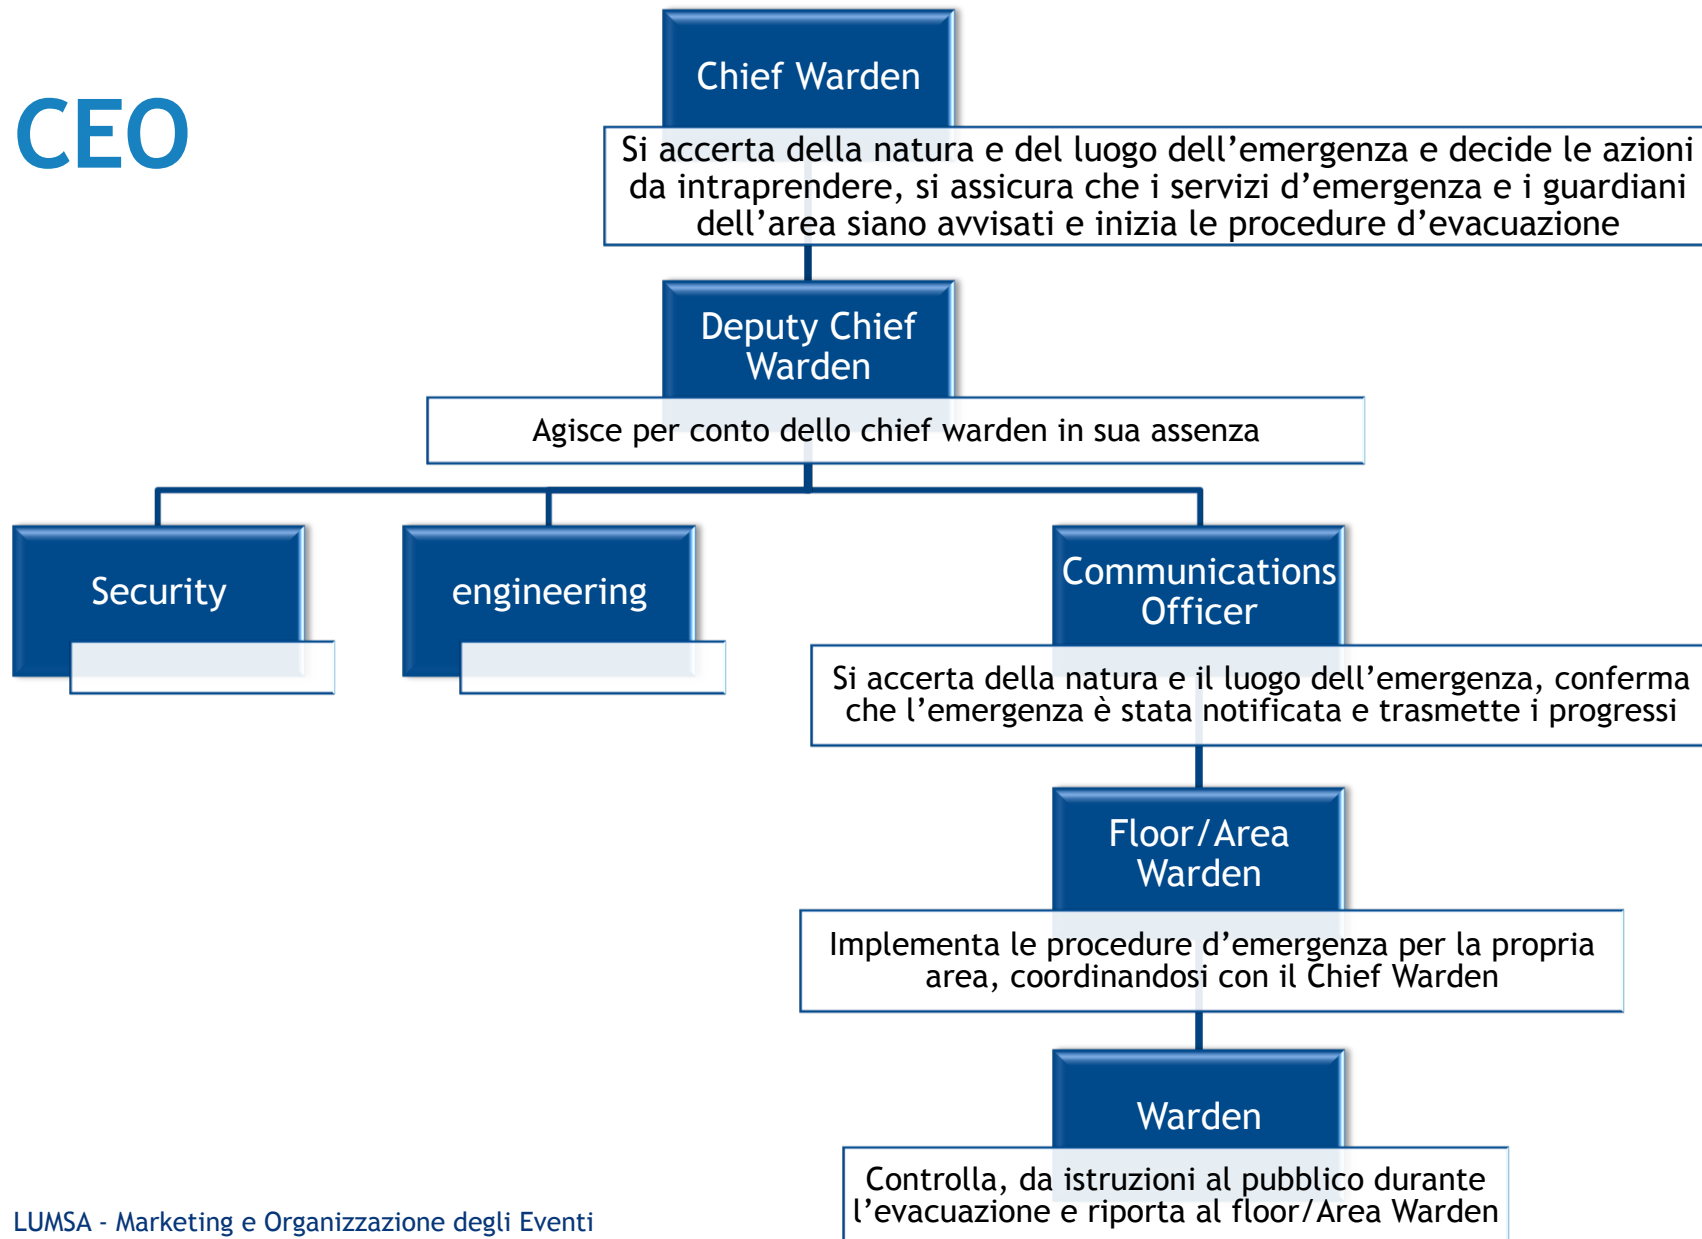 CEO
Chief Warden
Si accerta della natura e del luogo dell’emergenza e decide le azioni
da intraprendere, si assicura che i servizi d’emergenza e i guardiani
dell’area siano avvisati e inizia le procedure d’evacuazione
Deputy Chief
Warden
Agisce per conto dello chief warden in sua assenza
Security
engineering
Communications
Officer
Si accerta della natura e il luogo dell’emergenza, conferma
che l’emergenza è stata notificata e trasmette i progressi
Floor/Area
Warden
Implementa le procedure d’emergenza per la propria
area, coordinandosi con il Chief Warden
Warden
Controlla, da istruzioni al pubblico durante
l’evacuazione e riporta al floor/Area Warden
LUMSA - Marketing e Organizzazione degli Eventi